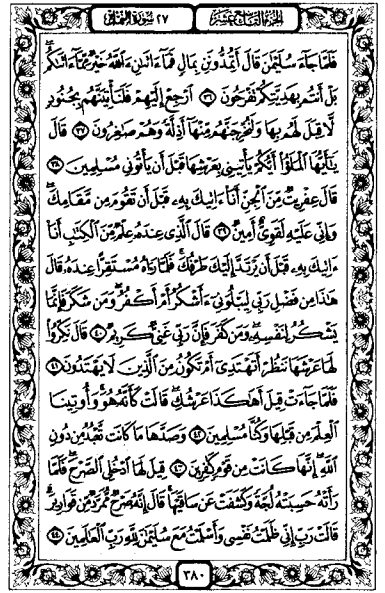 الجزء التاسع عشر ٢٧ سورة النمل
فَلَمَّا جَآءَ سُلَيْمَٰنَ قَالَ أَتُمِدُّونَنِ بِمَالٍ فَمَآ ءَاتَىٰنِۦَ ٱللَّهُ خَيْرٌ مِّمَّآ ءَاتَىٰكُم
بَلْ أَنتُم بِهَدِيَّتِكُمْ تَفْرَحُونَ ٣٦ ٱرْجِعْ إِلَيْهِمْ فَلَنَأْتِيَنَّهُم بِجُنُودٍ
لَّا قِبَلَ لَهُم بِهَا وَلَنُخْرِجَنَّهُم مِّنْهَآ أَذِلَّةً وَهُمْ صَٰغِرُونَ ٣٧ قَالَ
يَٰٓأَيُّهَا ٱلْمَلَؤُا۟ أَيُّكُمْ يَأْتِينِى بِعَرْشِهَا قَبْلَ أَن يَأْتُونِى مُسْلِمِينَ ٣٨
قَالَ عِفْرِيتٌ مِّنَ ٱلْجِنِّ أَنَا۠ ءَاتِيكَ بِهِۦ قَبْلَ أَن تَقُومَ مِن مَّقَامِكَ
وَإِنِّى عَلَيْهِ لَقَوِىٌّ أَمِينٌ ٣٩ قَالَ ٱلَّذِى عِندَهُۥ عِلْمٌ مِّنَ ٱلْكِتَٰبِ أَنَا۠
ءَاتِيكَ بِهِۦ قَبْلَ أَن يَرْتَدَّ إِلَيْكَ طَرْفُكَ فَلَمَّا رَءَاهُ مُسْتَقِرًّا عِندَهُۥ قَالَ
هَٰذَا مِن فَضْلِ رَبِّى لِيَبْلُوَنِىٓ ءَأَشْكُرُ أَمْ أَكْفُرُ وَمَن شَكَرَ فَإِنَّمَا
يَشْكُرُ لِنَفْسِهِۦ وَمَن كَفَرَ فَإِنَّ رَبِّى غَنِىٌّ كَرِيمٌ ٤٠ قَالَ نَكِّرُوا۟
لَهَا عَرْشَهَا نَنظُرْ أَتَهْتَدِىٓ أَمْ تَكُونُ مِنَ ٱلَّذِينَ لَا يَهْتَدُونَ ٤١
فَلَمَّا جَآءَتْ قِيلَ أَهَٰكَذَا عَرْشُكِ قَالَتْ كَأَنَّهُۥ هُوَ وَأُوتِينَا
ٱلْعِلْمَ مِن قَبْلِهَا وَكُنَّا مُسْلِمِينَ ٤٢ وَصَدَّهَا مَا كَانَت تَّعْبُدُ مِن دُونِ
ٱللَّهِ إِنَّهَا كَانَتْ مِن قَوْمٍ كَٰفِرِينَ ٤٣ قِيلَ لَهَا ٱدْخُلِى ٱلصَّرْحَ فَلَمَّا
رَأَتْهُ حَسِبَتْهُ لُجَّةً وَكَشَفَتْ عَن سَاقَيْهَا قَالَ إِنَّهُۥ صَرْحٌ مُّمَرَّدٌ مِّن قَوَارِيرَ
قَالَتْ رَبِّ إِنِّى ظَلَمْتُ نَفْسِى وَأَسْلَمْتُ مَعَ سُلَيْمَٰنَ لِلَّهِ رَبِّ ٱلْعَٰلَمِينَ ٤٤
٣٨٠